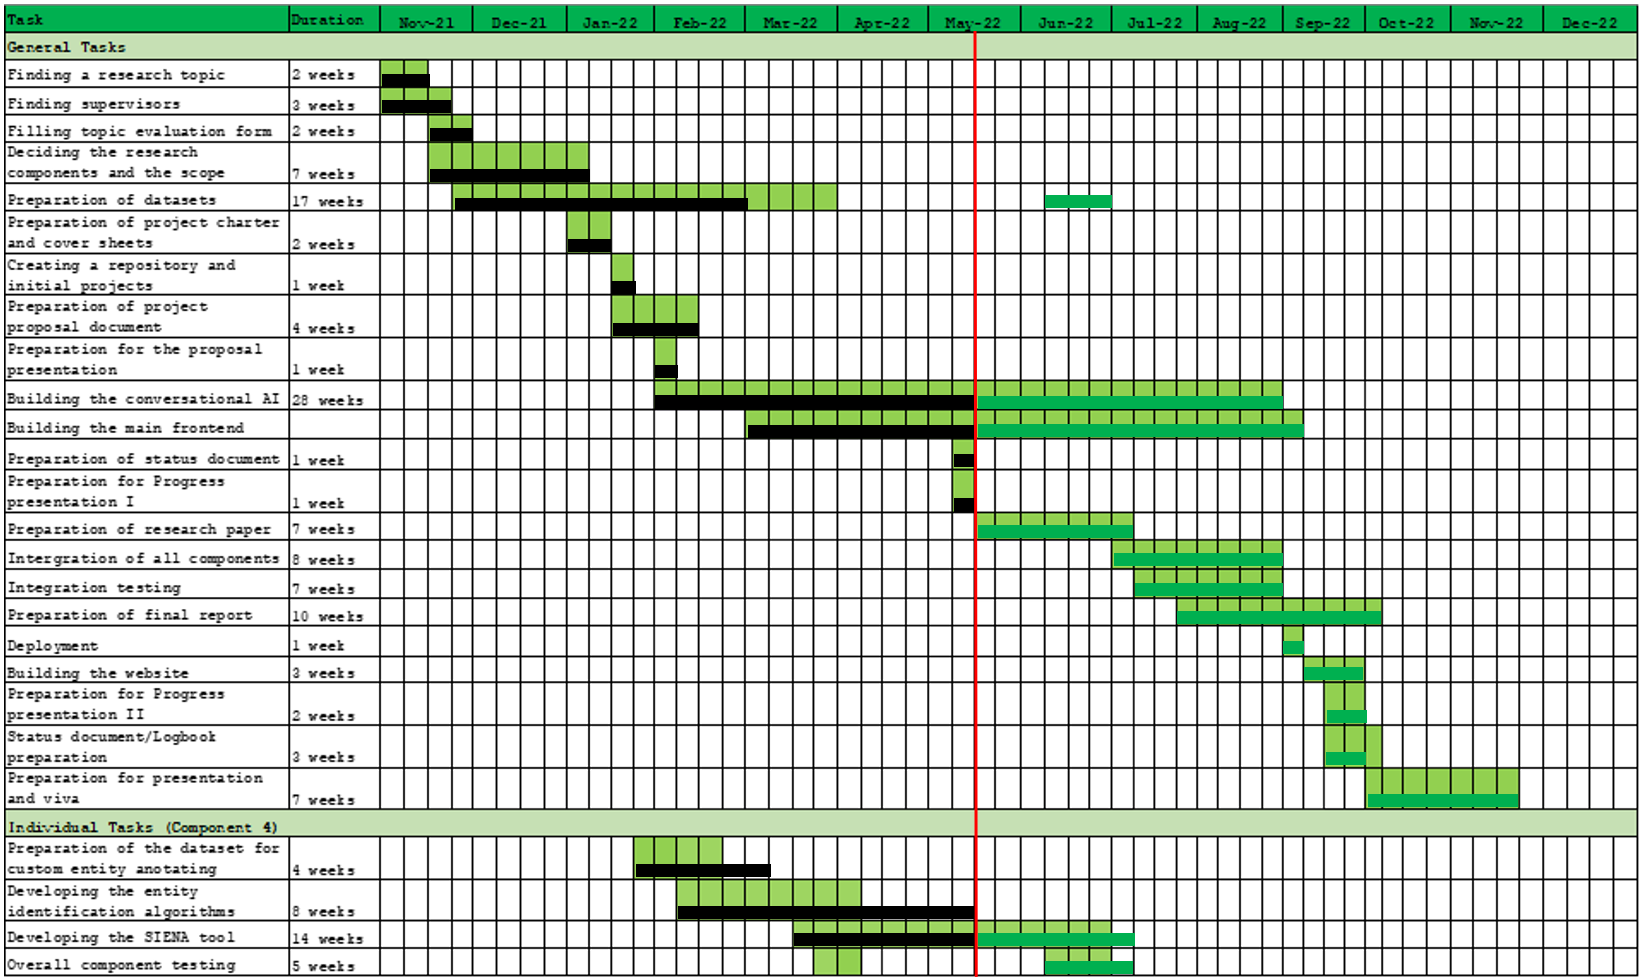 Task Duration Nov-21 Dec-21 Jan-22 Feb-22 Mar-22 Apr-22 May-22 Jun-22 Jul-22 Aug-22 Sep-22 Oct-22 Nov-22 Dec-22
General Tasks
Finding a research topic 2 weeks
Finding supervisors 3 weeks
Filling topic evaluation form 2 weeks
Deciding the research
components and the scope 7 weeks
Preparation of datasets 17 weeks
Preparation of project charter
and cover sheets 2 weeks
Creating a repository and
initial projects 1 week
Preparation of project
proposal document 4 weeks
Preparation for the proposal
presentation 1 week
Building the conversational AI 28 weeks
Building the main frontend
Preparation of status document 1 week
Preparation for Progress
presentation I 1 week
Preparation of research paper 7 weeks
Intergration of all components 8 weeks
Integration testing 7 weeks
Preparation of final report 10 weeks
Deployment 1 week
Building the website 3 weeks
Preparation for Progress
presentation II 2 weeks
Status document/Logbook
preparation 3 weeks
Preparation for presentation
and viva 7 weeks
Individual Tasks (Component 4)
Preparation of the dataset for
custom entity anotating 4 weeks
Developing the entity
identification algorithms 8 weeks
Developing the SIENA tool 14 weeks
Overall component testing 5 weeks